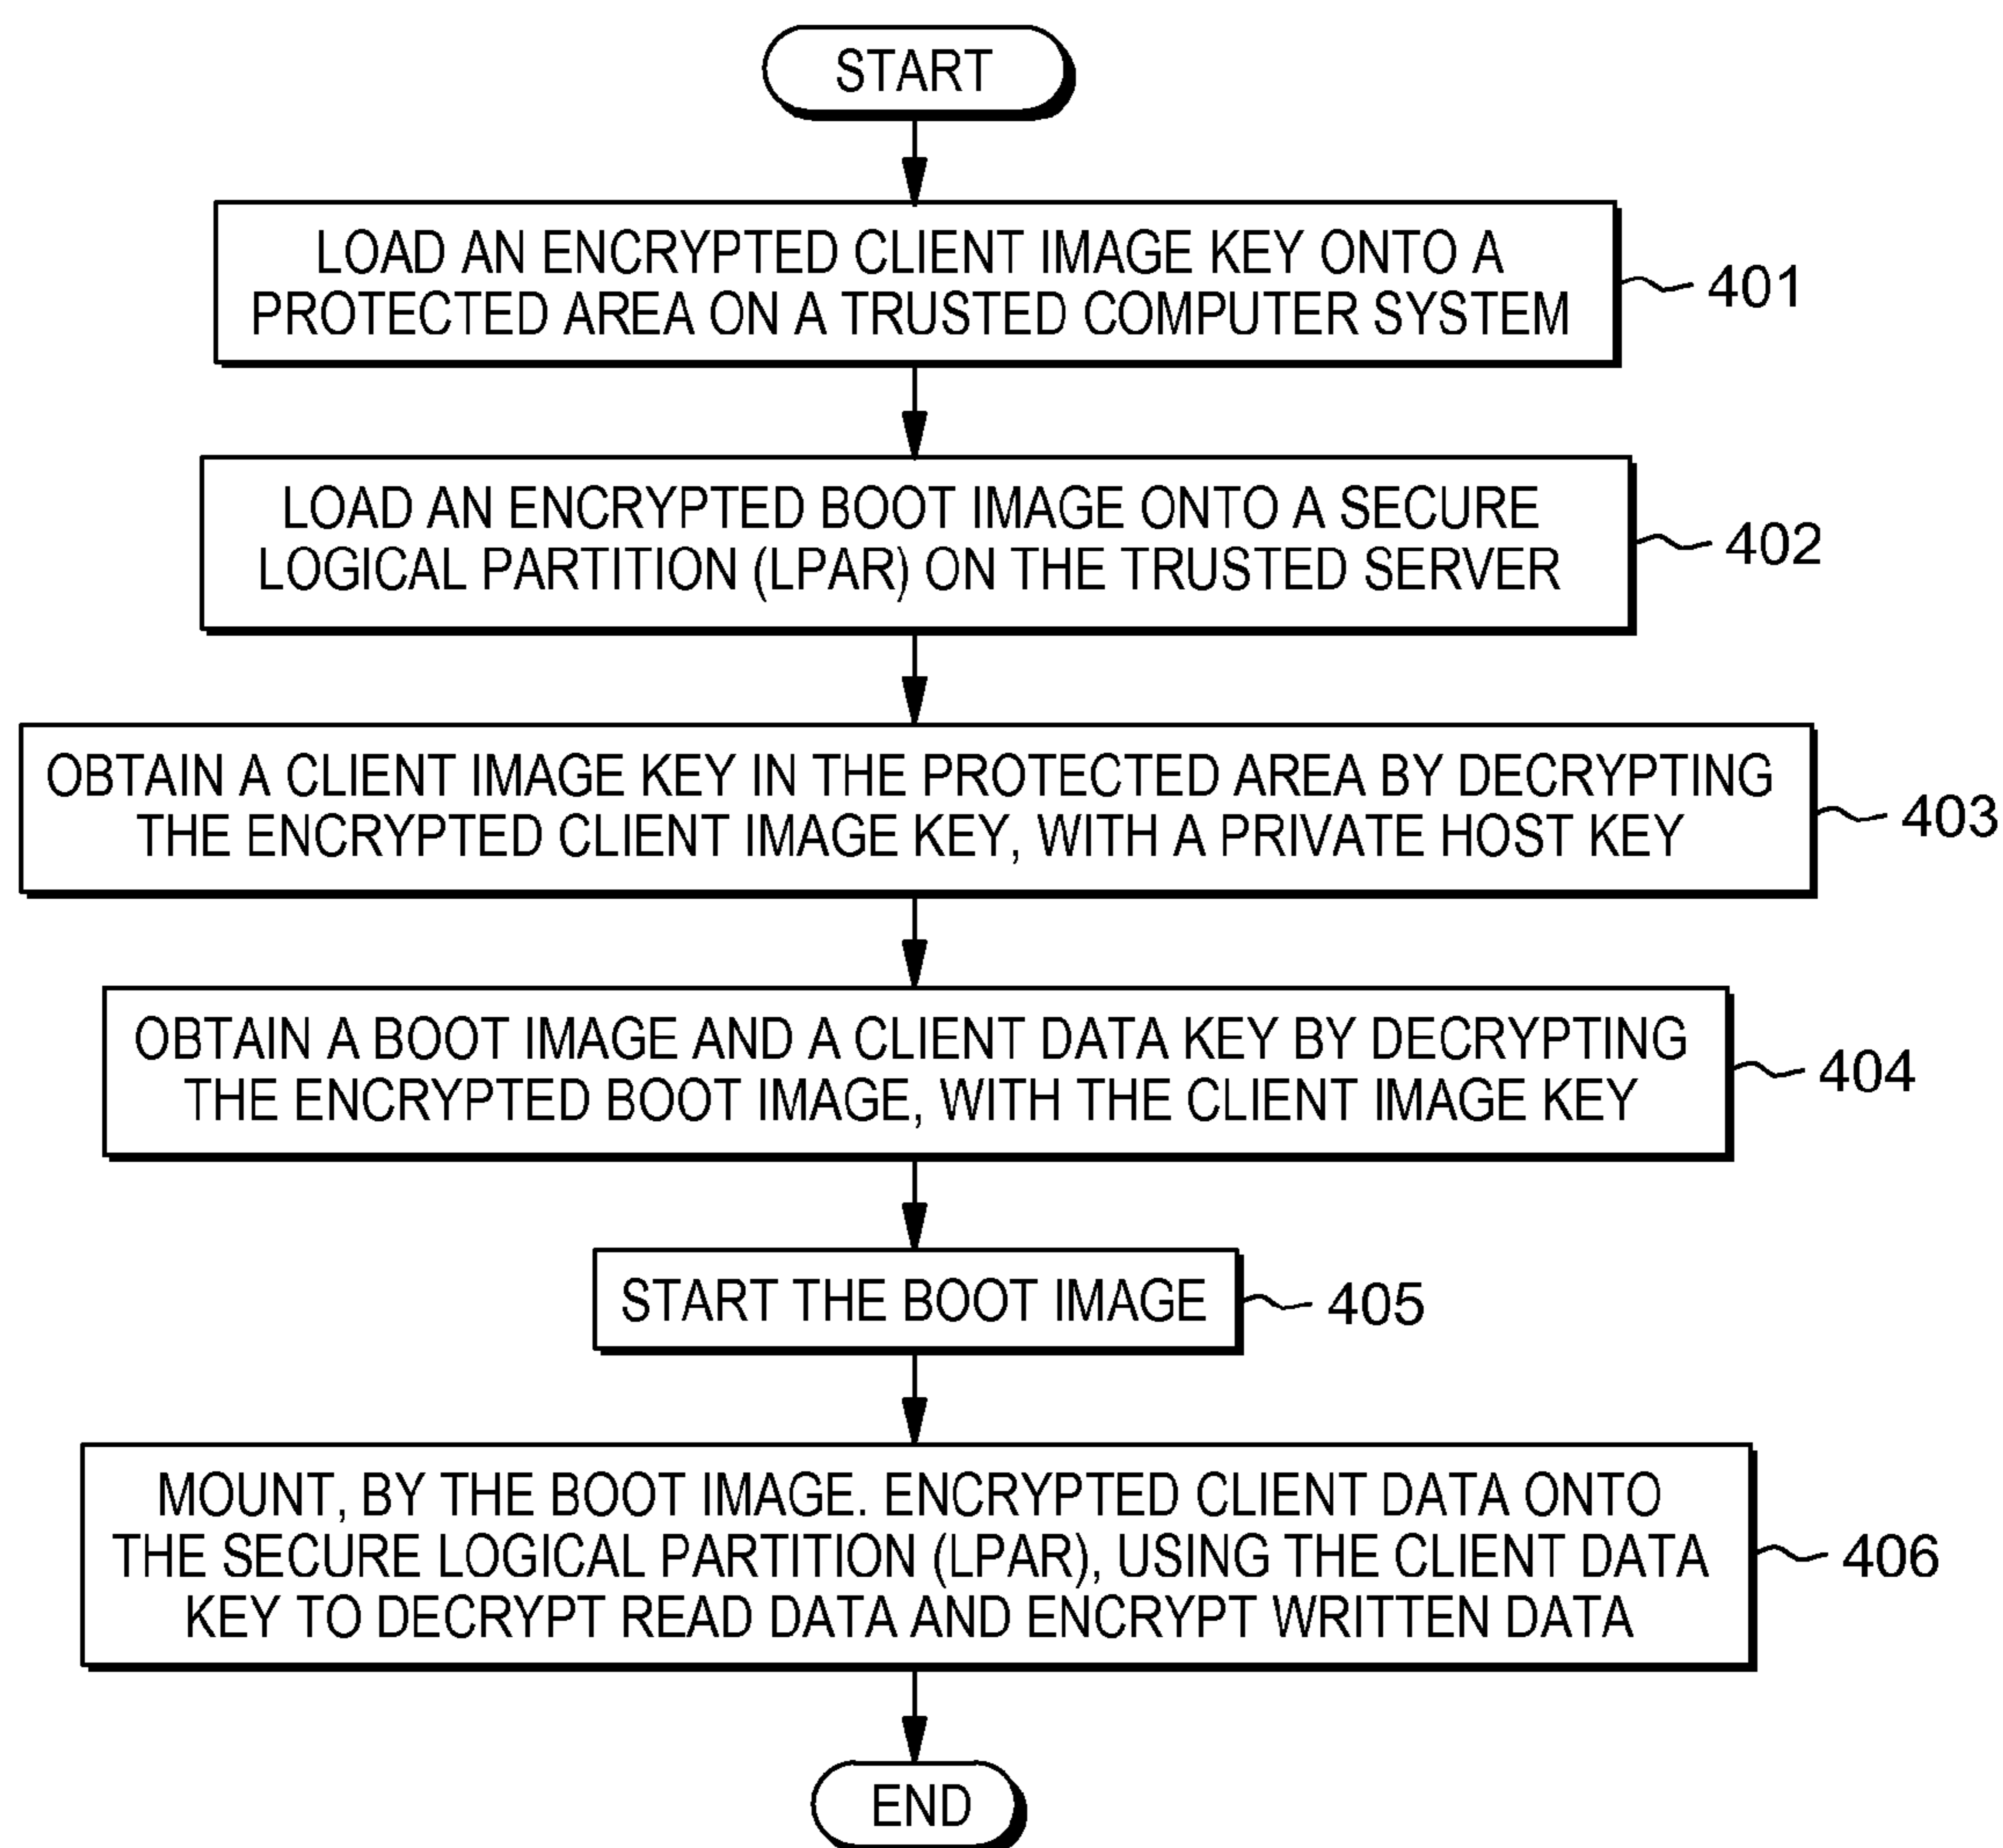 START
LOAD AN ENCRYPTED CLIENT IMAGE KEY ONTO A
PROTECTED AREA ON A TRUSTED COMPUTER SYSTEM
401
LOAD AN ENCRYPTED BOOT IMAGE ONTO A SECURE
LOGICAL PARTITION (LPAR) ON THE TRUSTED SERVER
402
OBTAIN A CLIENT IMAGE KEY IN THE PROTECTED AREA BY DECRYPTING
THE ENCRYPTED CLIENT IMAGE KEY, WITH A PRIVATE HOST KEY
403
OBTAIN A BOOT IMAGE AND A CLIENT DATA KEY BY DECRYPTING
THE ENCRYPTED BOOT IMAGE, WITH THE CLIENT IMAGE KEY
404
START THE BOOT IMAGE
405
MOUNT, BY THE BOOT IMAGE. ENCRYPTED CLIENT DATA ONTO
THE SECURE LOGICAL PARTITION (LPAR), USING THE CLIENT DATA
KEY TO DECRYPT READ DATA AND ENCRYPT WRITTEN DATA
406
END